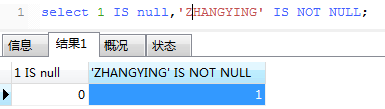 1 select 1 IS null,'ZHANGYING' IS NOT NULL;
信息 结果1 概况 状态
1 IS null 'ZHANGYING' IS NOT NULL
0 1